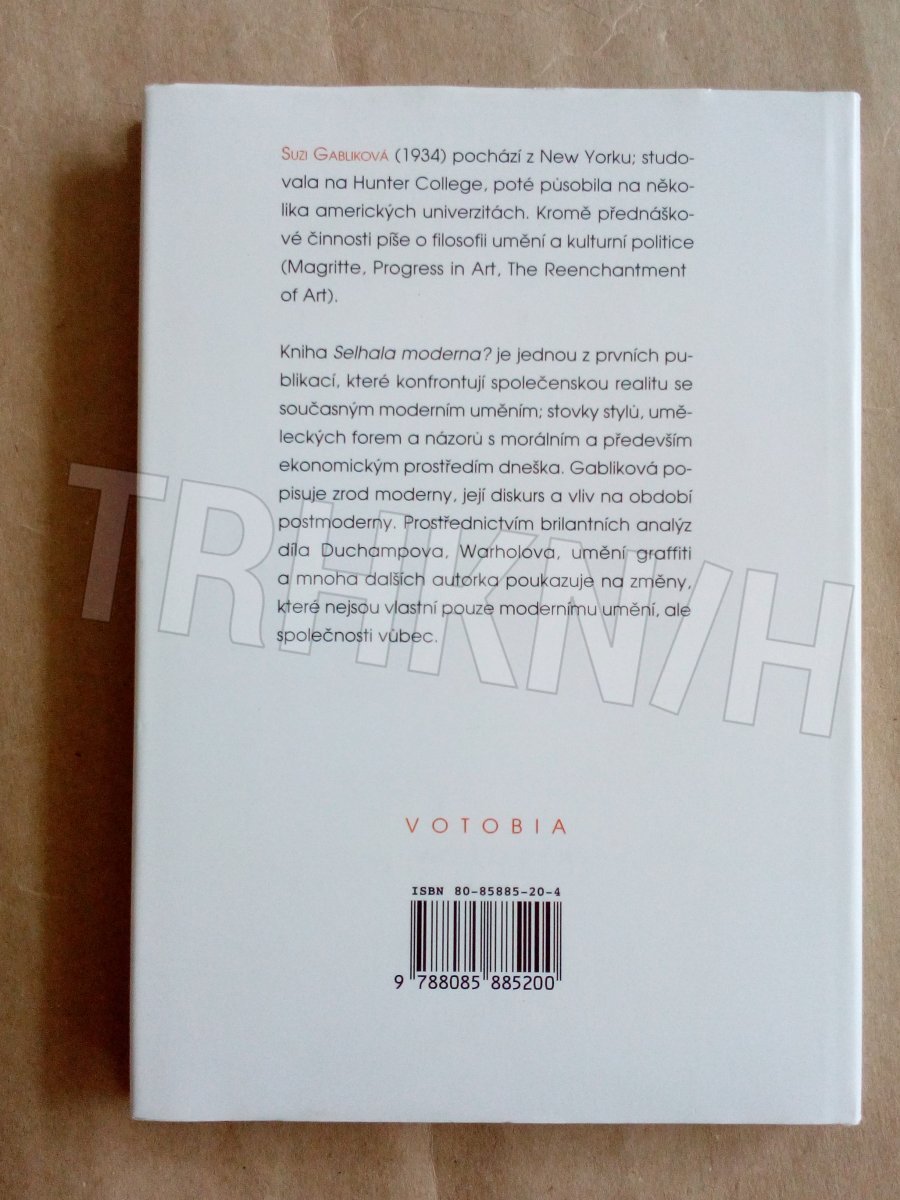 SUZI GABLIKOVÁ (1934) pochází z New Yorku; studo-
vala na Hunter College, poté působila na něko-
lika amerických univerzitách. Kromě přednáško-
vé činnosti píše o filosofii umění a kulturní politice
(Magritte, Progress in Art, The Reenchantment
of Art).
Kniha Selhala moderna? je jednou z prvních pu-
blikací, které konfrontují společenskou realitu se
současným moderním uměním; stovky stylů, umě-
leckých forem a názorů s morálním a především
ekonomickým prostředím dneška. Gabliková po-
pisuje zrod moderny, její diskurs a vliv na období
postmoderny. Prostřednictvím brilantních analýz
díla Duchampova, Warholova, umění graffiti
a mnoha dalších autorka poukazuje na změny,
které nejsou vlastní pouze modernímu umění, ale
společnosti vůbec.
TRHKNIH
VOTOBIA
ISBN 80-85885-20-4
9 788085 885200